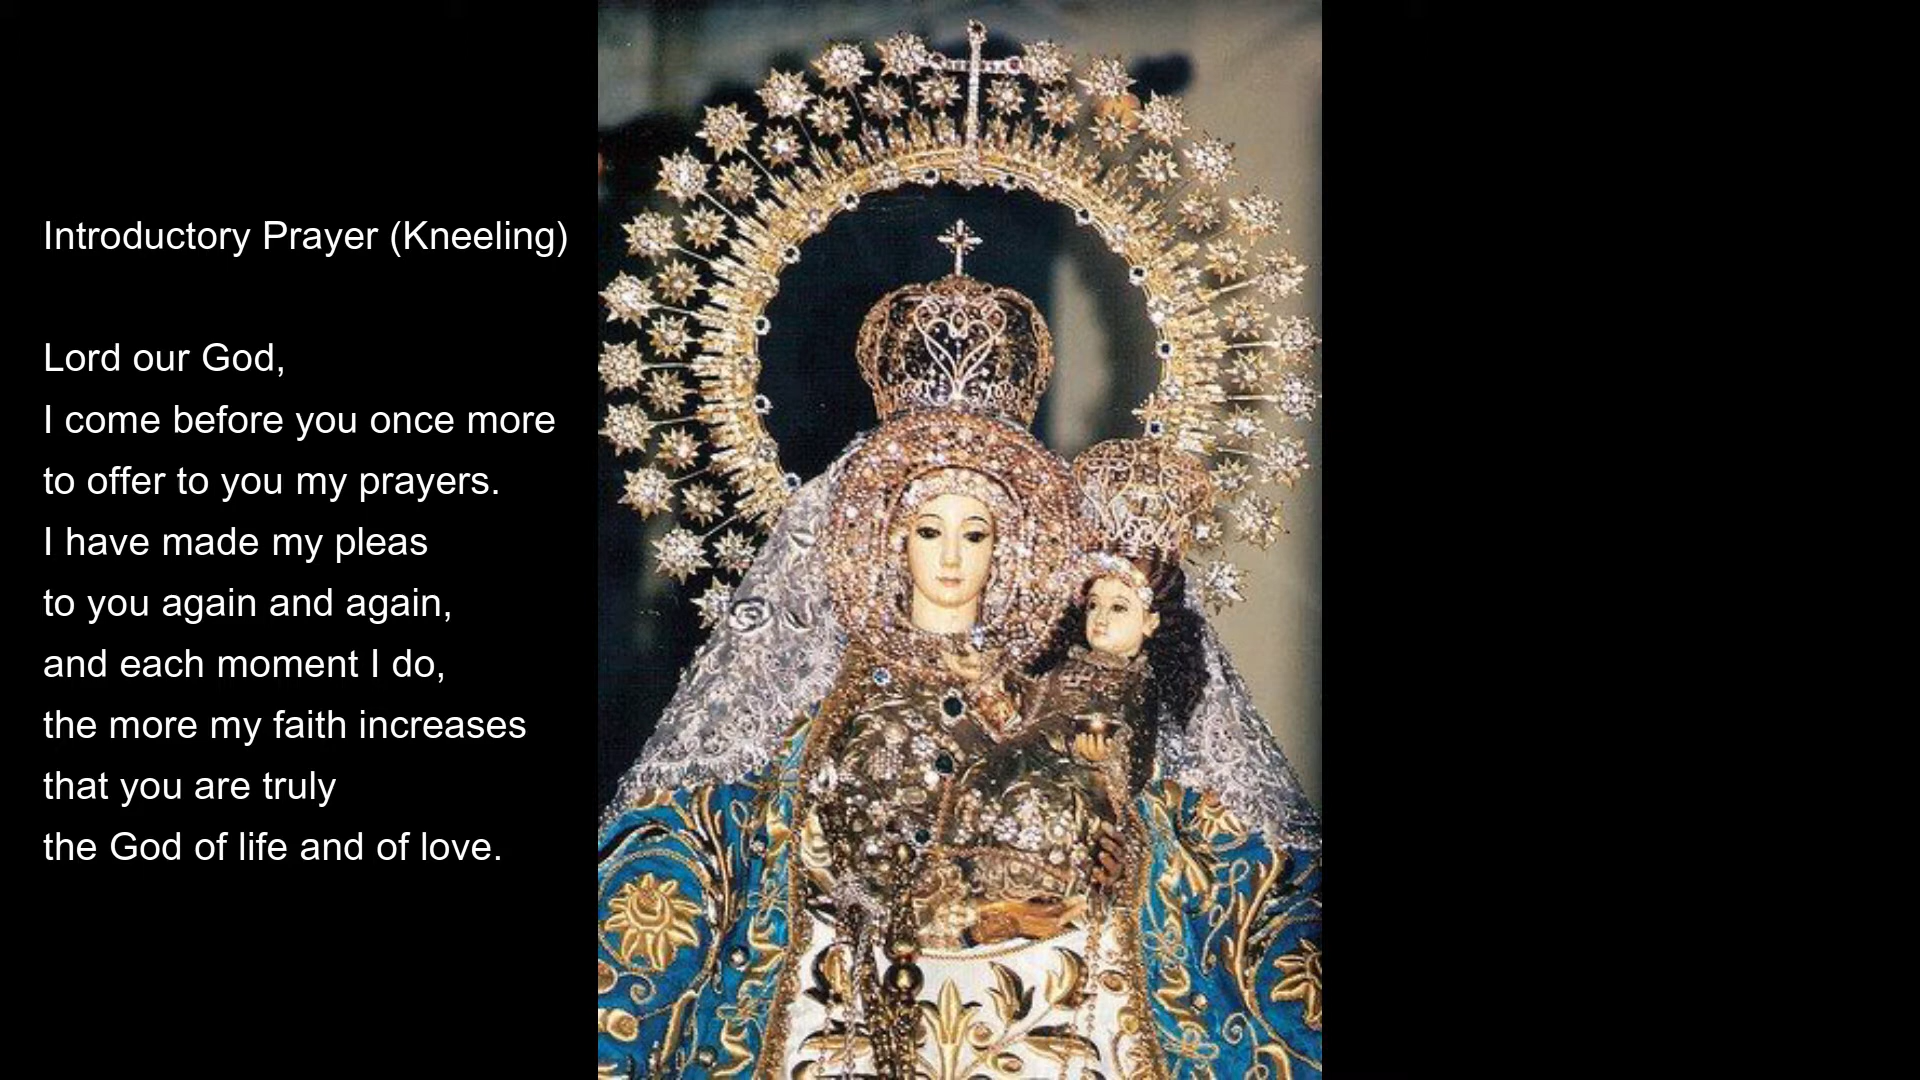 Introductory Prayer (Kneeling)
Lord our God,
I come before you once more
to offer to you my prayers.
I have made my pleas
to you again and again,
and each moment I do,
the more my faith increases
that you are truly
the God of life and of love.